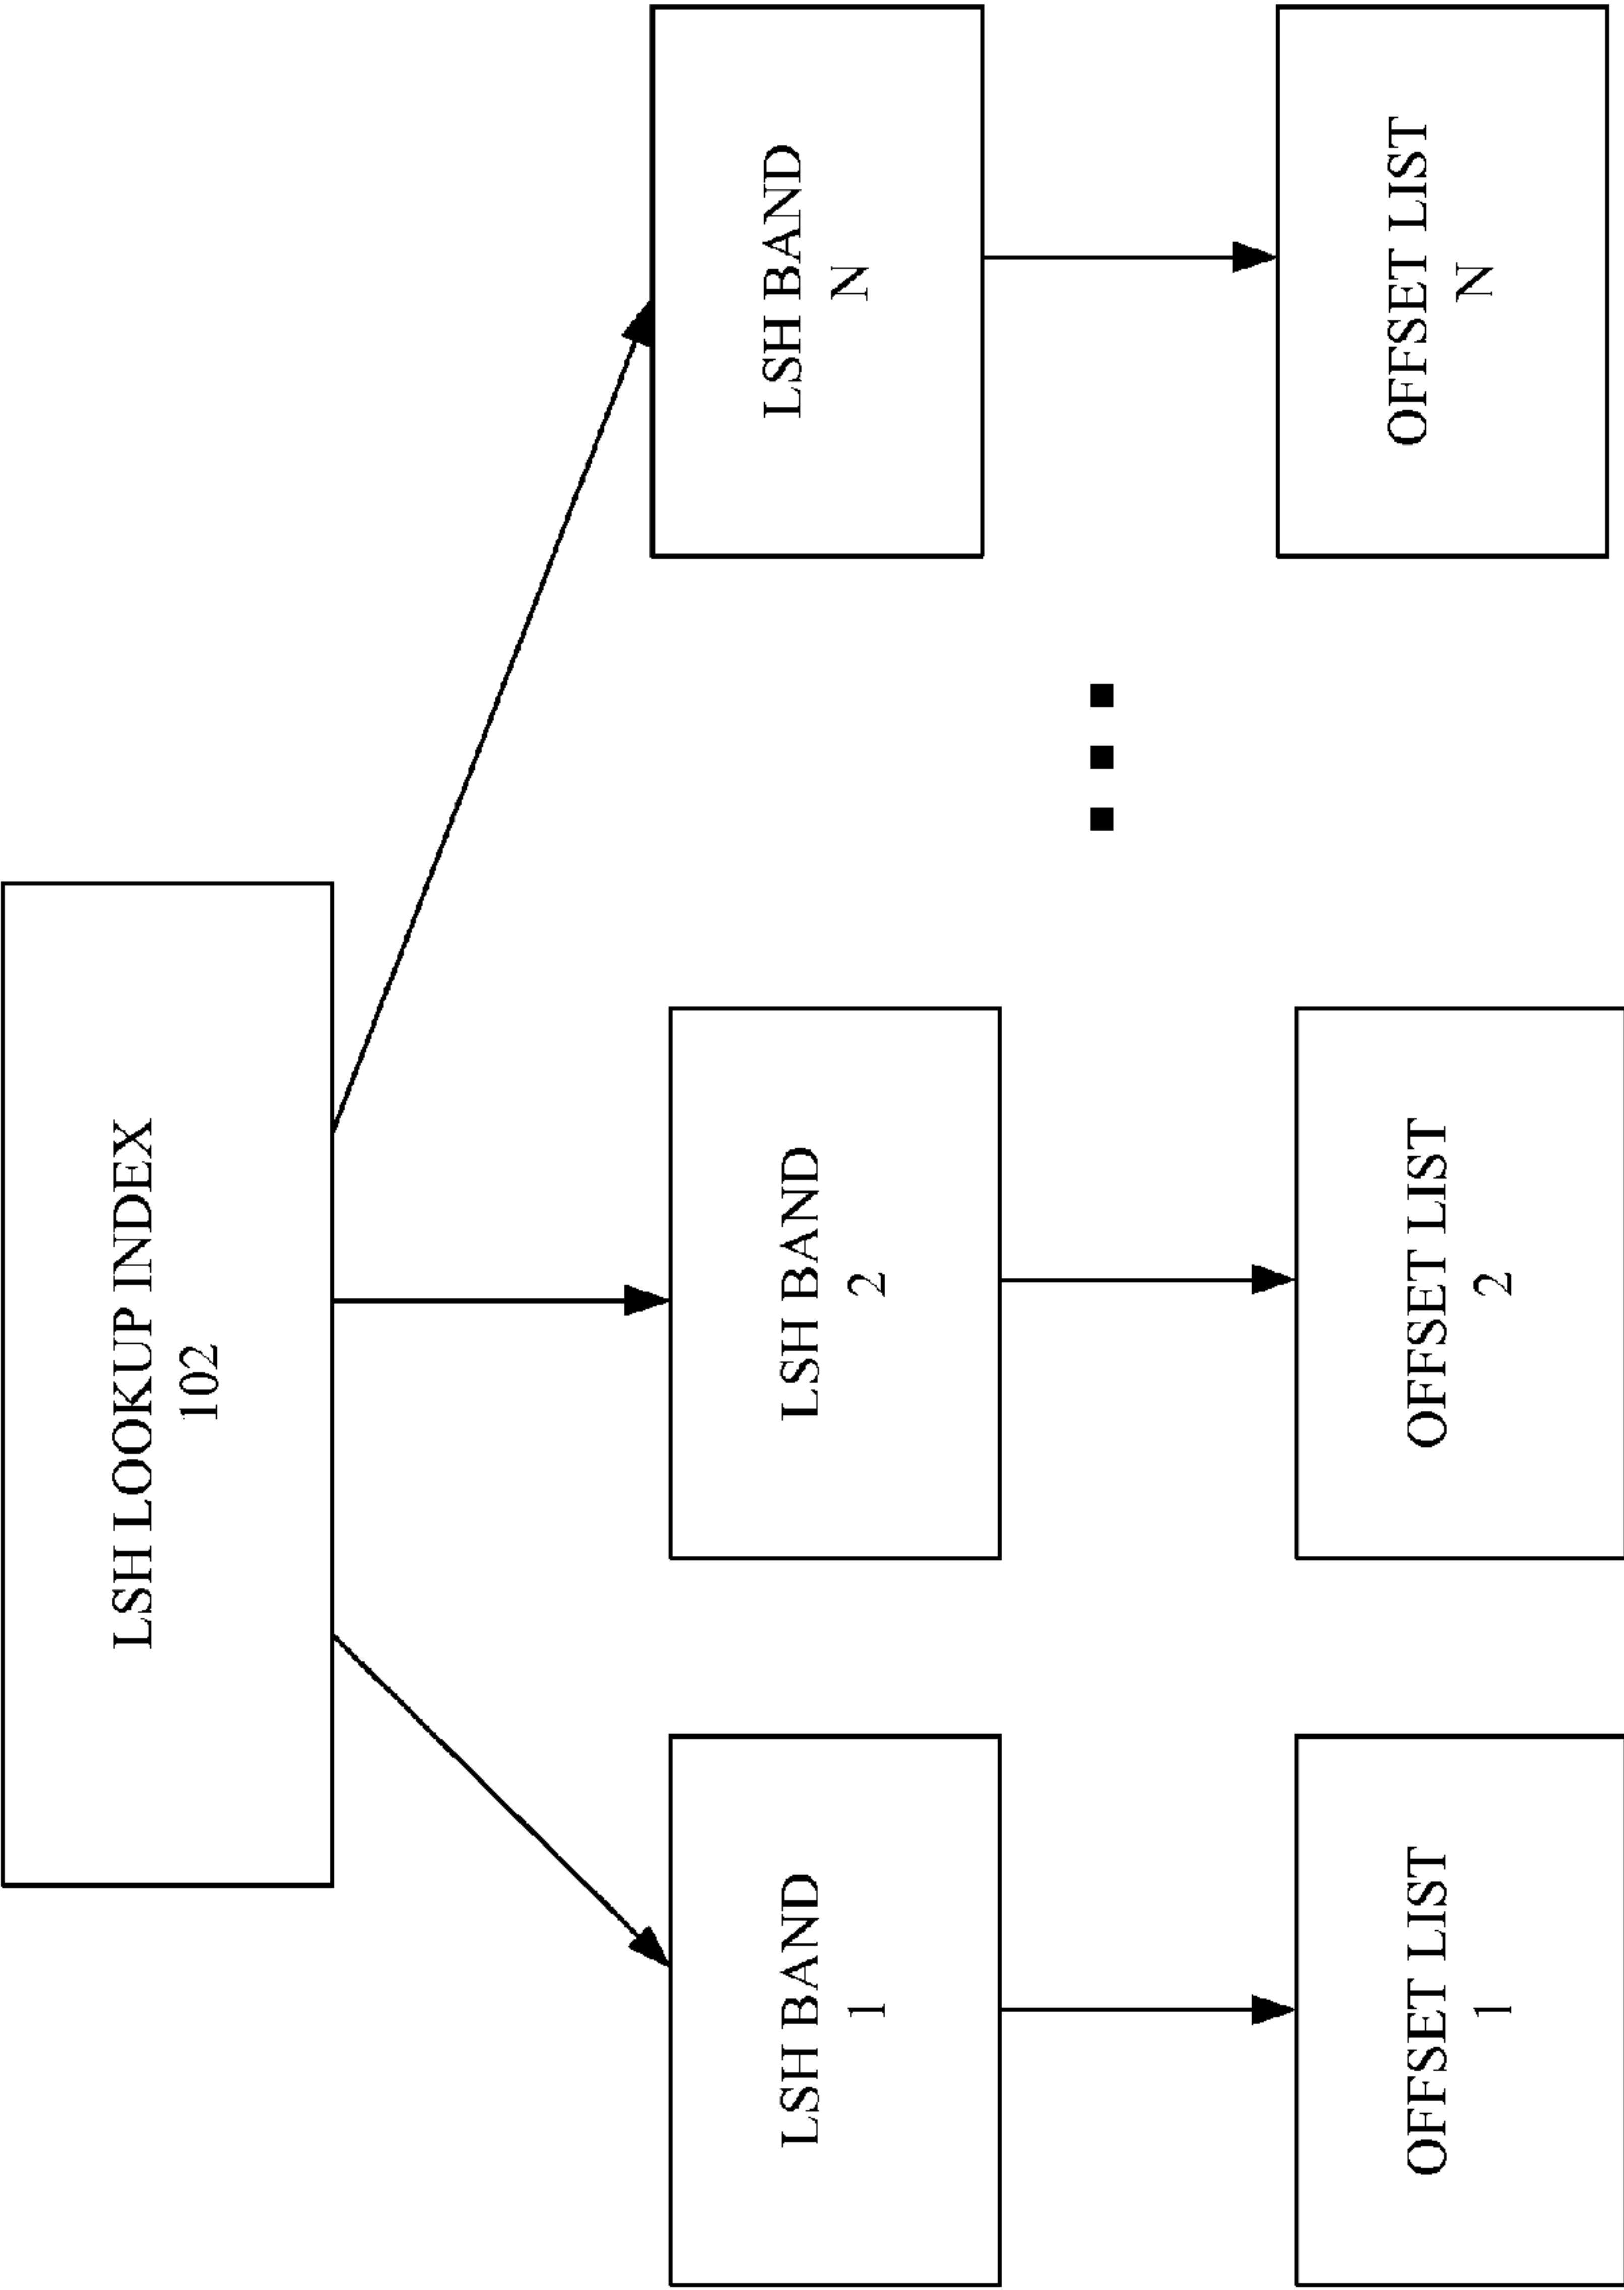 LSH LOOKUP INDEX
102
LSH BAND
1
LSH BAND
2
LSH BAND
N
OFFSET LIST
1
OFFSET LIST
2
OFFSET LIST
N